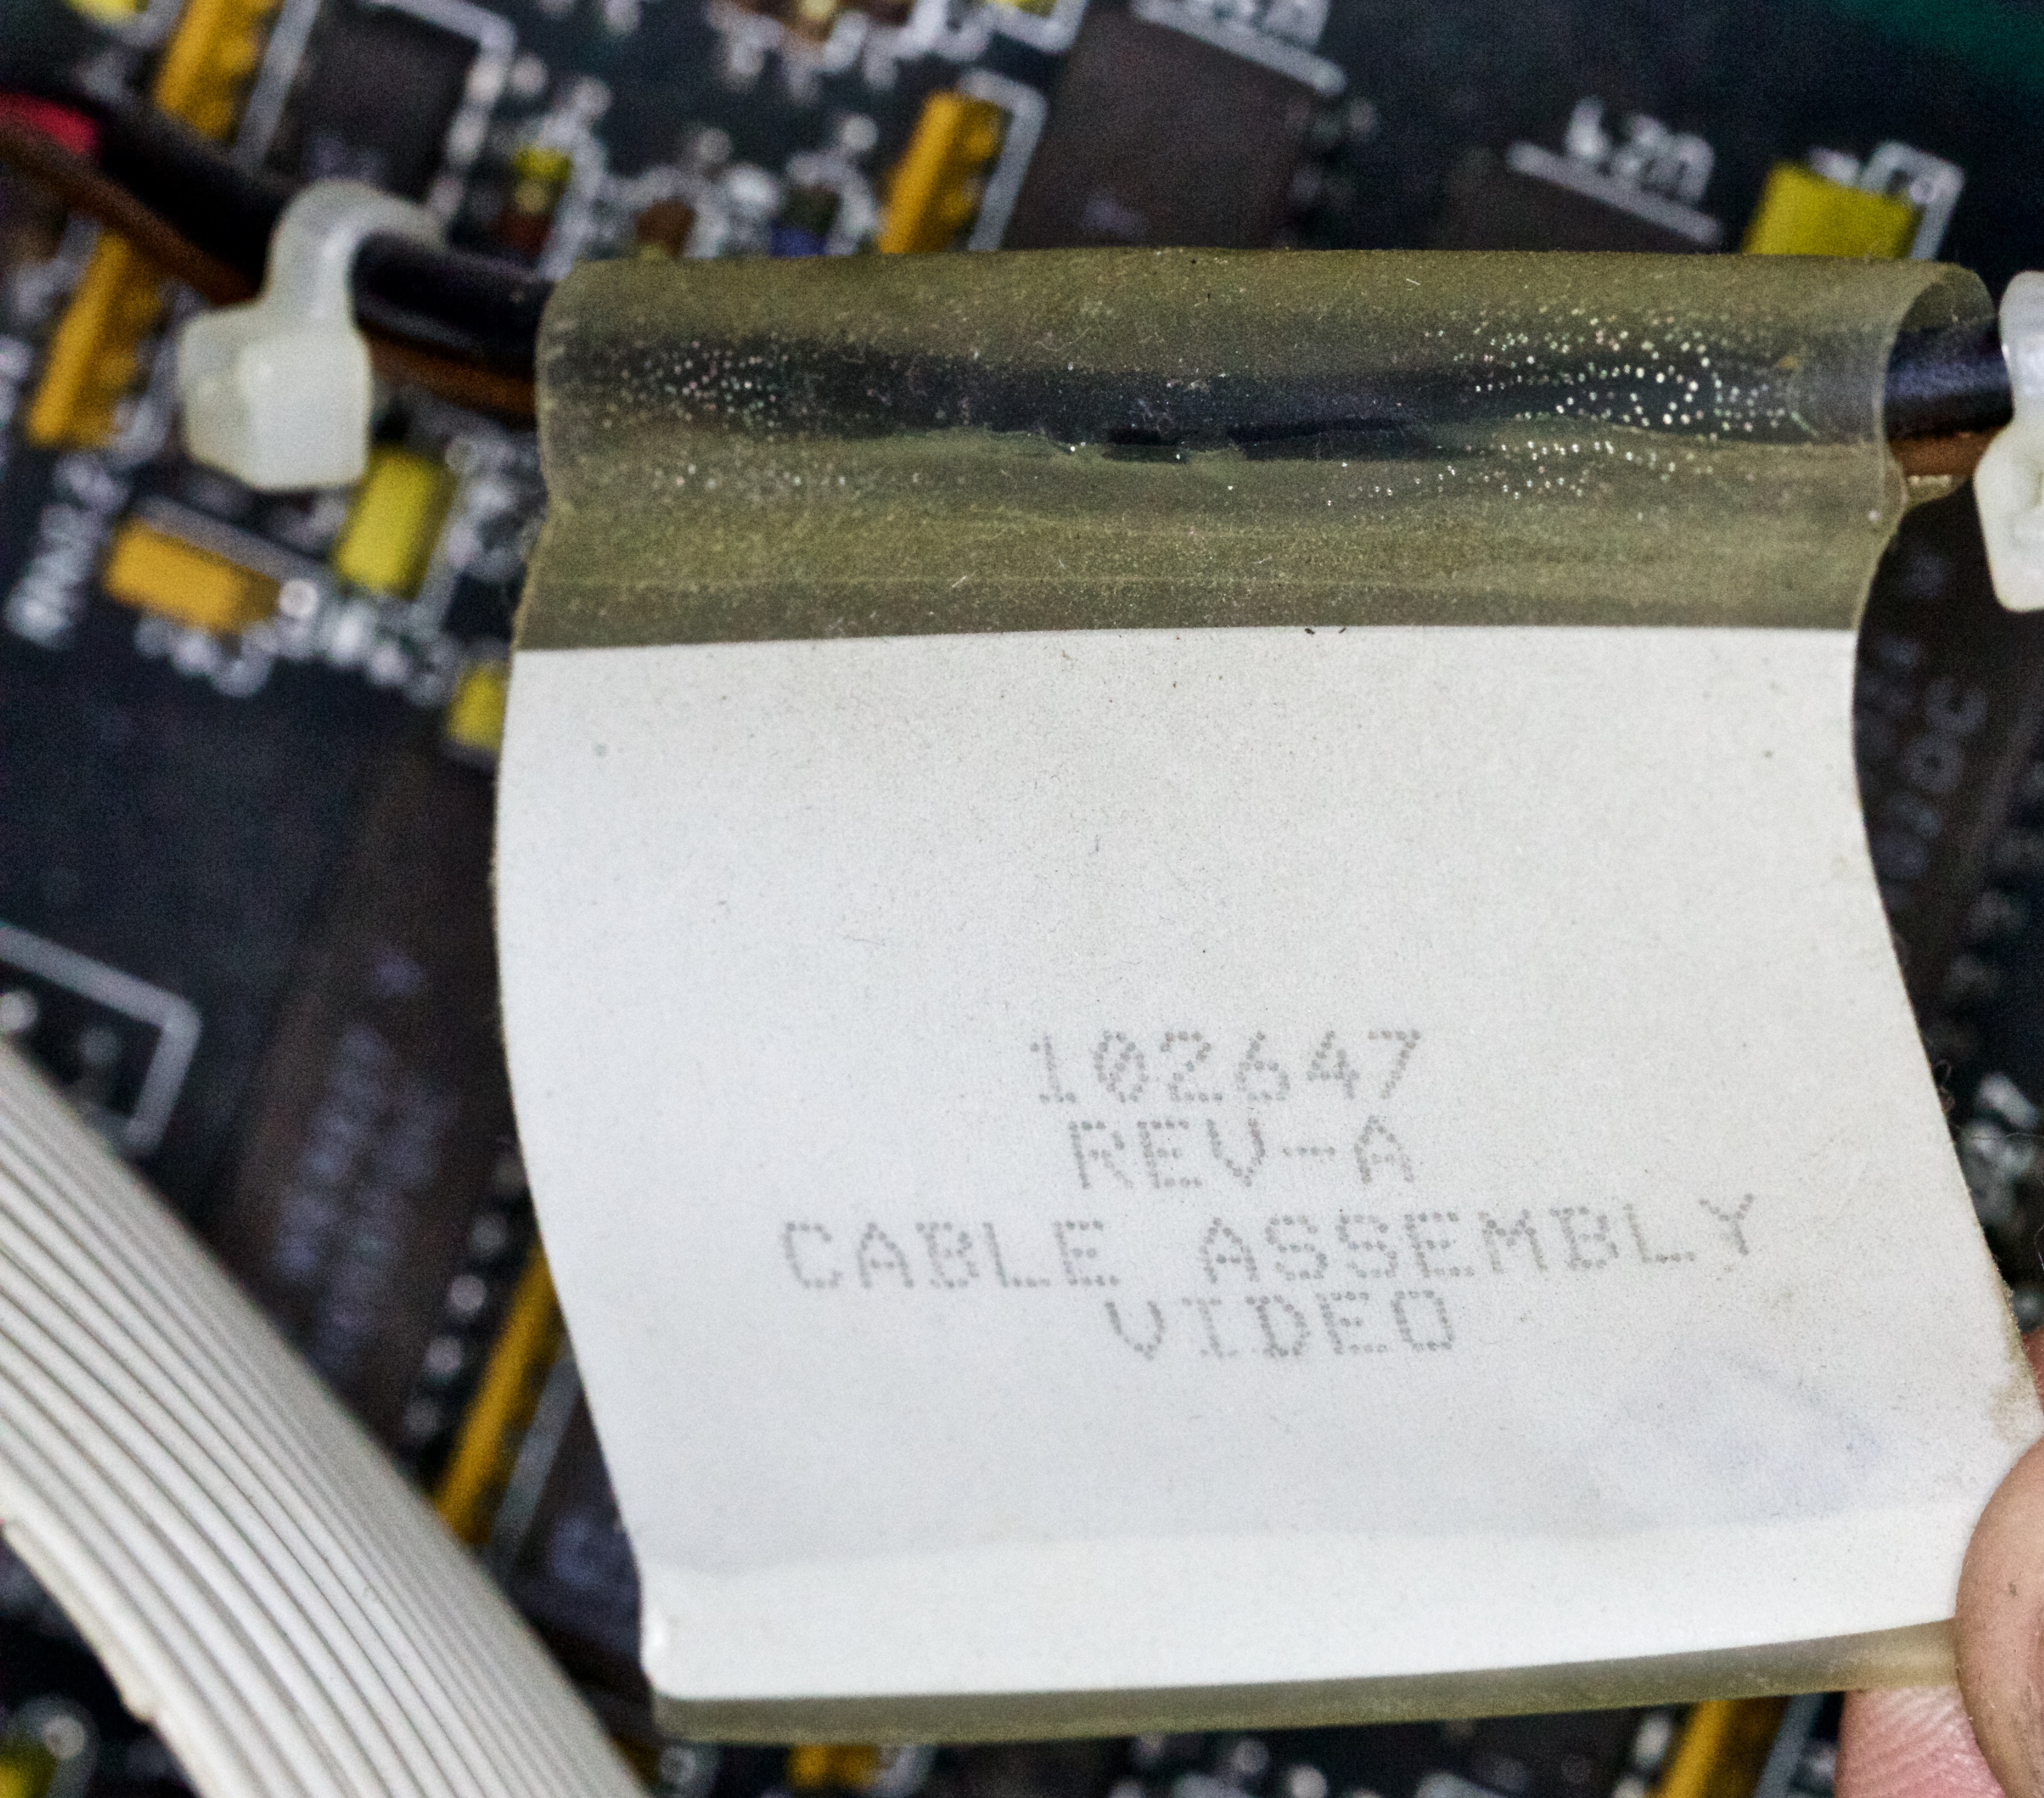 102647
REV-A
CABLE ASSEMBLY
VIDEO